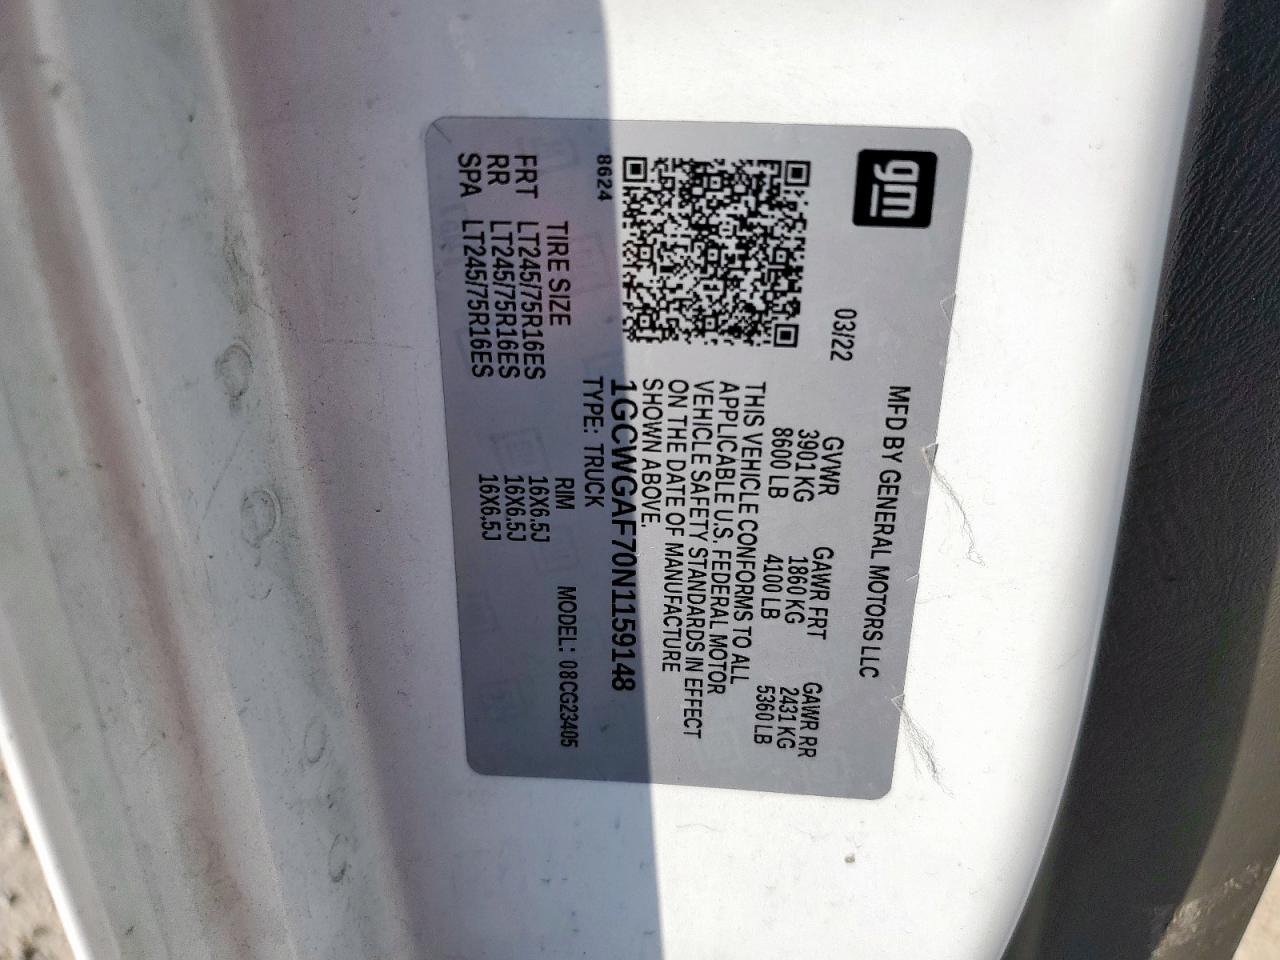 gm
MFD BY GENERAL MOTORS LLC
03/22
GVWR GAWR FRT GAWR RR
3901 KG 1860 KG 2431 KG
8600 LB 4100 LB 5360 LB
THIS VEHICLE CONFORMS TO ALL
APPLICABLE U.S. FEDERAL MOTOR
VEHICLE SAFETY STANDARDS IN EFFECT
ON THE DATE OF MANUFACTURE
SHOWN ABOVE.
8624
1GCWGAF70N1159148
TYPE: TRUCK MODEL: 08CG23405
TIRE SIZE RIM
FRT LT245/75R16ES 16X6.5J
RR LT245/75R16ES 16X6.5J
SPA LT245/75R16ES 16X6.5J